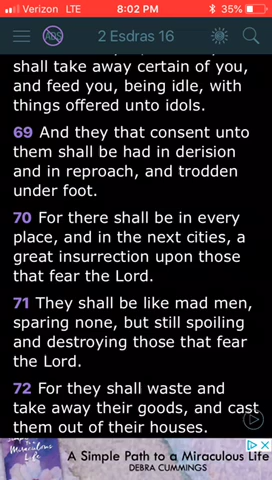 Verizon LTE 8:02 PM 35%
2 Esdras 16
shall take away certain of you,
and feed you, being idle, with
things offered unto idols.
69 And they that consent unto
them shall be had in derision
and in reproach, and trodden
under foot.
70 For there shall be in every
place, and in the next cities, a
great insurrection upon those
that fear the Lord.
71 They shall be like mad men,
sparing none, but still spoiling
and destroying those that fear
the Lord.
72 For they shall waste and
take away their goods, and cast
them out of their houses.
Miraculous
Life
A Simple Path to a Miraculous Life
DEBRA CUMMINGS